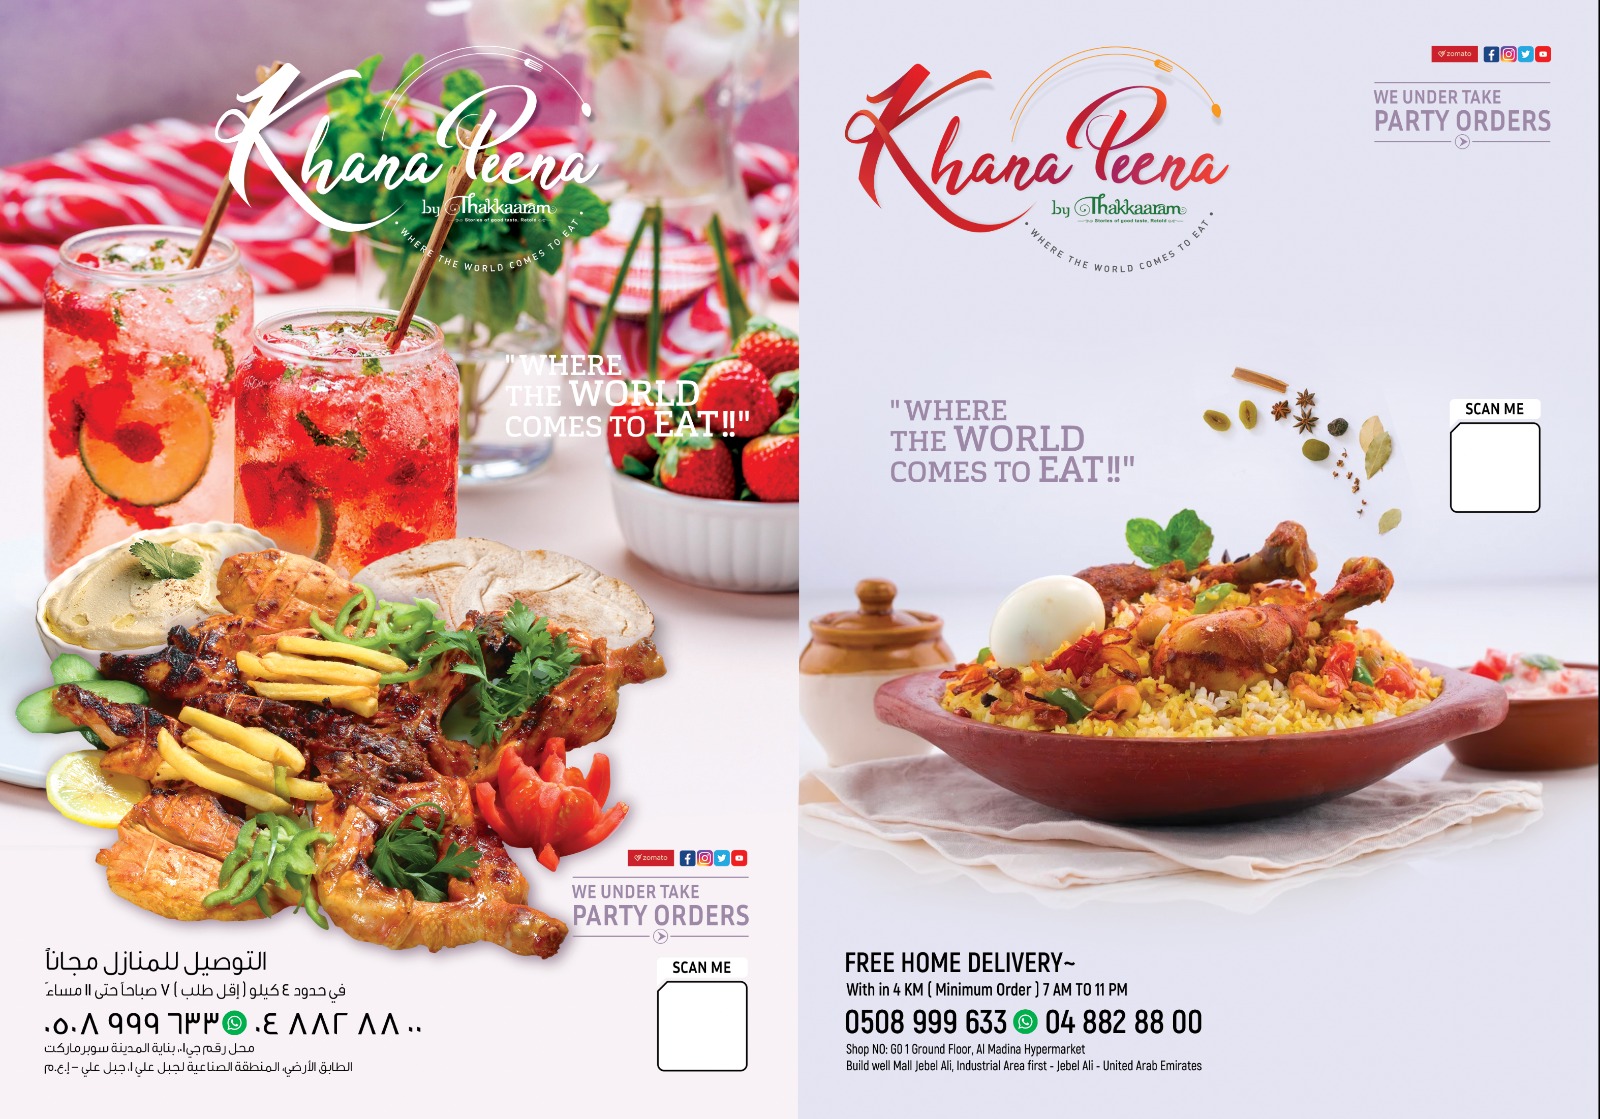 Khana Peena
by Thakkaaram
Stories of good taste. Retold
• WHERE THE WORLD COMES TO EAT •
"WHERE
THE WORLD
COMES TO EAT!!"
zomato
WE UNDER TAKE
PARTY ORDERS
SCAN ME
التوصيل للمنازل مجاناً
في حدود ٤ كيلو ( إقل طلب ) ٧ صباحاً حتى ١١ مساءً
٠٥٠٨ ٩٩٩ ٦٣٣ ٠٤ ٨٨٢ ٨٨ ٠٠
محل رقم جي٠١، بناية المدينة سوبرماركت
الطابق الأرضي، المنطقة الصناعية لجبل علي ١، جبل علي – إ.ع.م
Khana Peena
by Thakkaaram
Stories of good taste. Retold
• WHERE THE WORLD COMES TO EAT •
zomato
WE UNDER TAKE
PARTY ORDERS
"WHERE
THE WORLD
COMES TO EAT!!"
SCAN ME
FREE HOME DELIVERY~
With in 4 KM ( Minimum Order ) 7 AM TO 11 PM
0508 999 633 04 882 88 00
Shop NO: G0 1 Ground Floor, Al Madina Hypermarket
Build well Mall Jebel Ali, Industrial Area first - Jebel Ali - United Arab Emirates